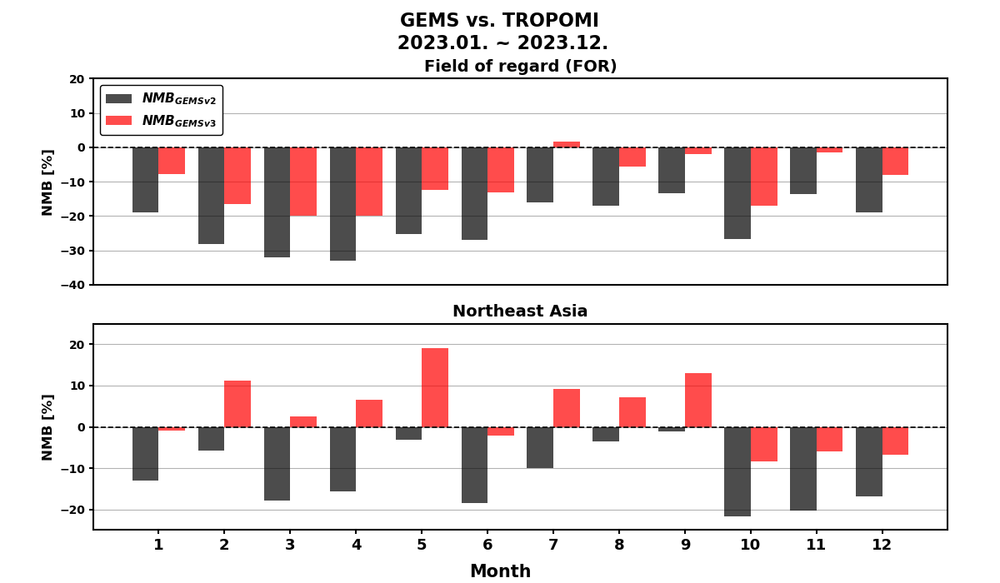 GEMS vs. TROPOMI
2023.01. ~ 2023.12.
Field of regard (FOR)
NMB [%]
20
10
0
−10
−20
−30
−40
NMB_GEMSv2
NMB_GEMSv3
Northeast Asia
NMB [%]
20
10
0
−10
−20
1 2 3 4 5 6 7 8 9 10 11 12
Month